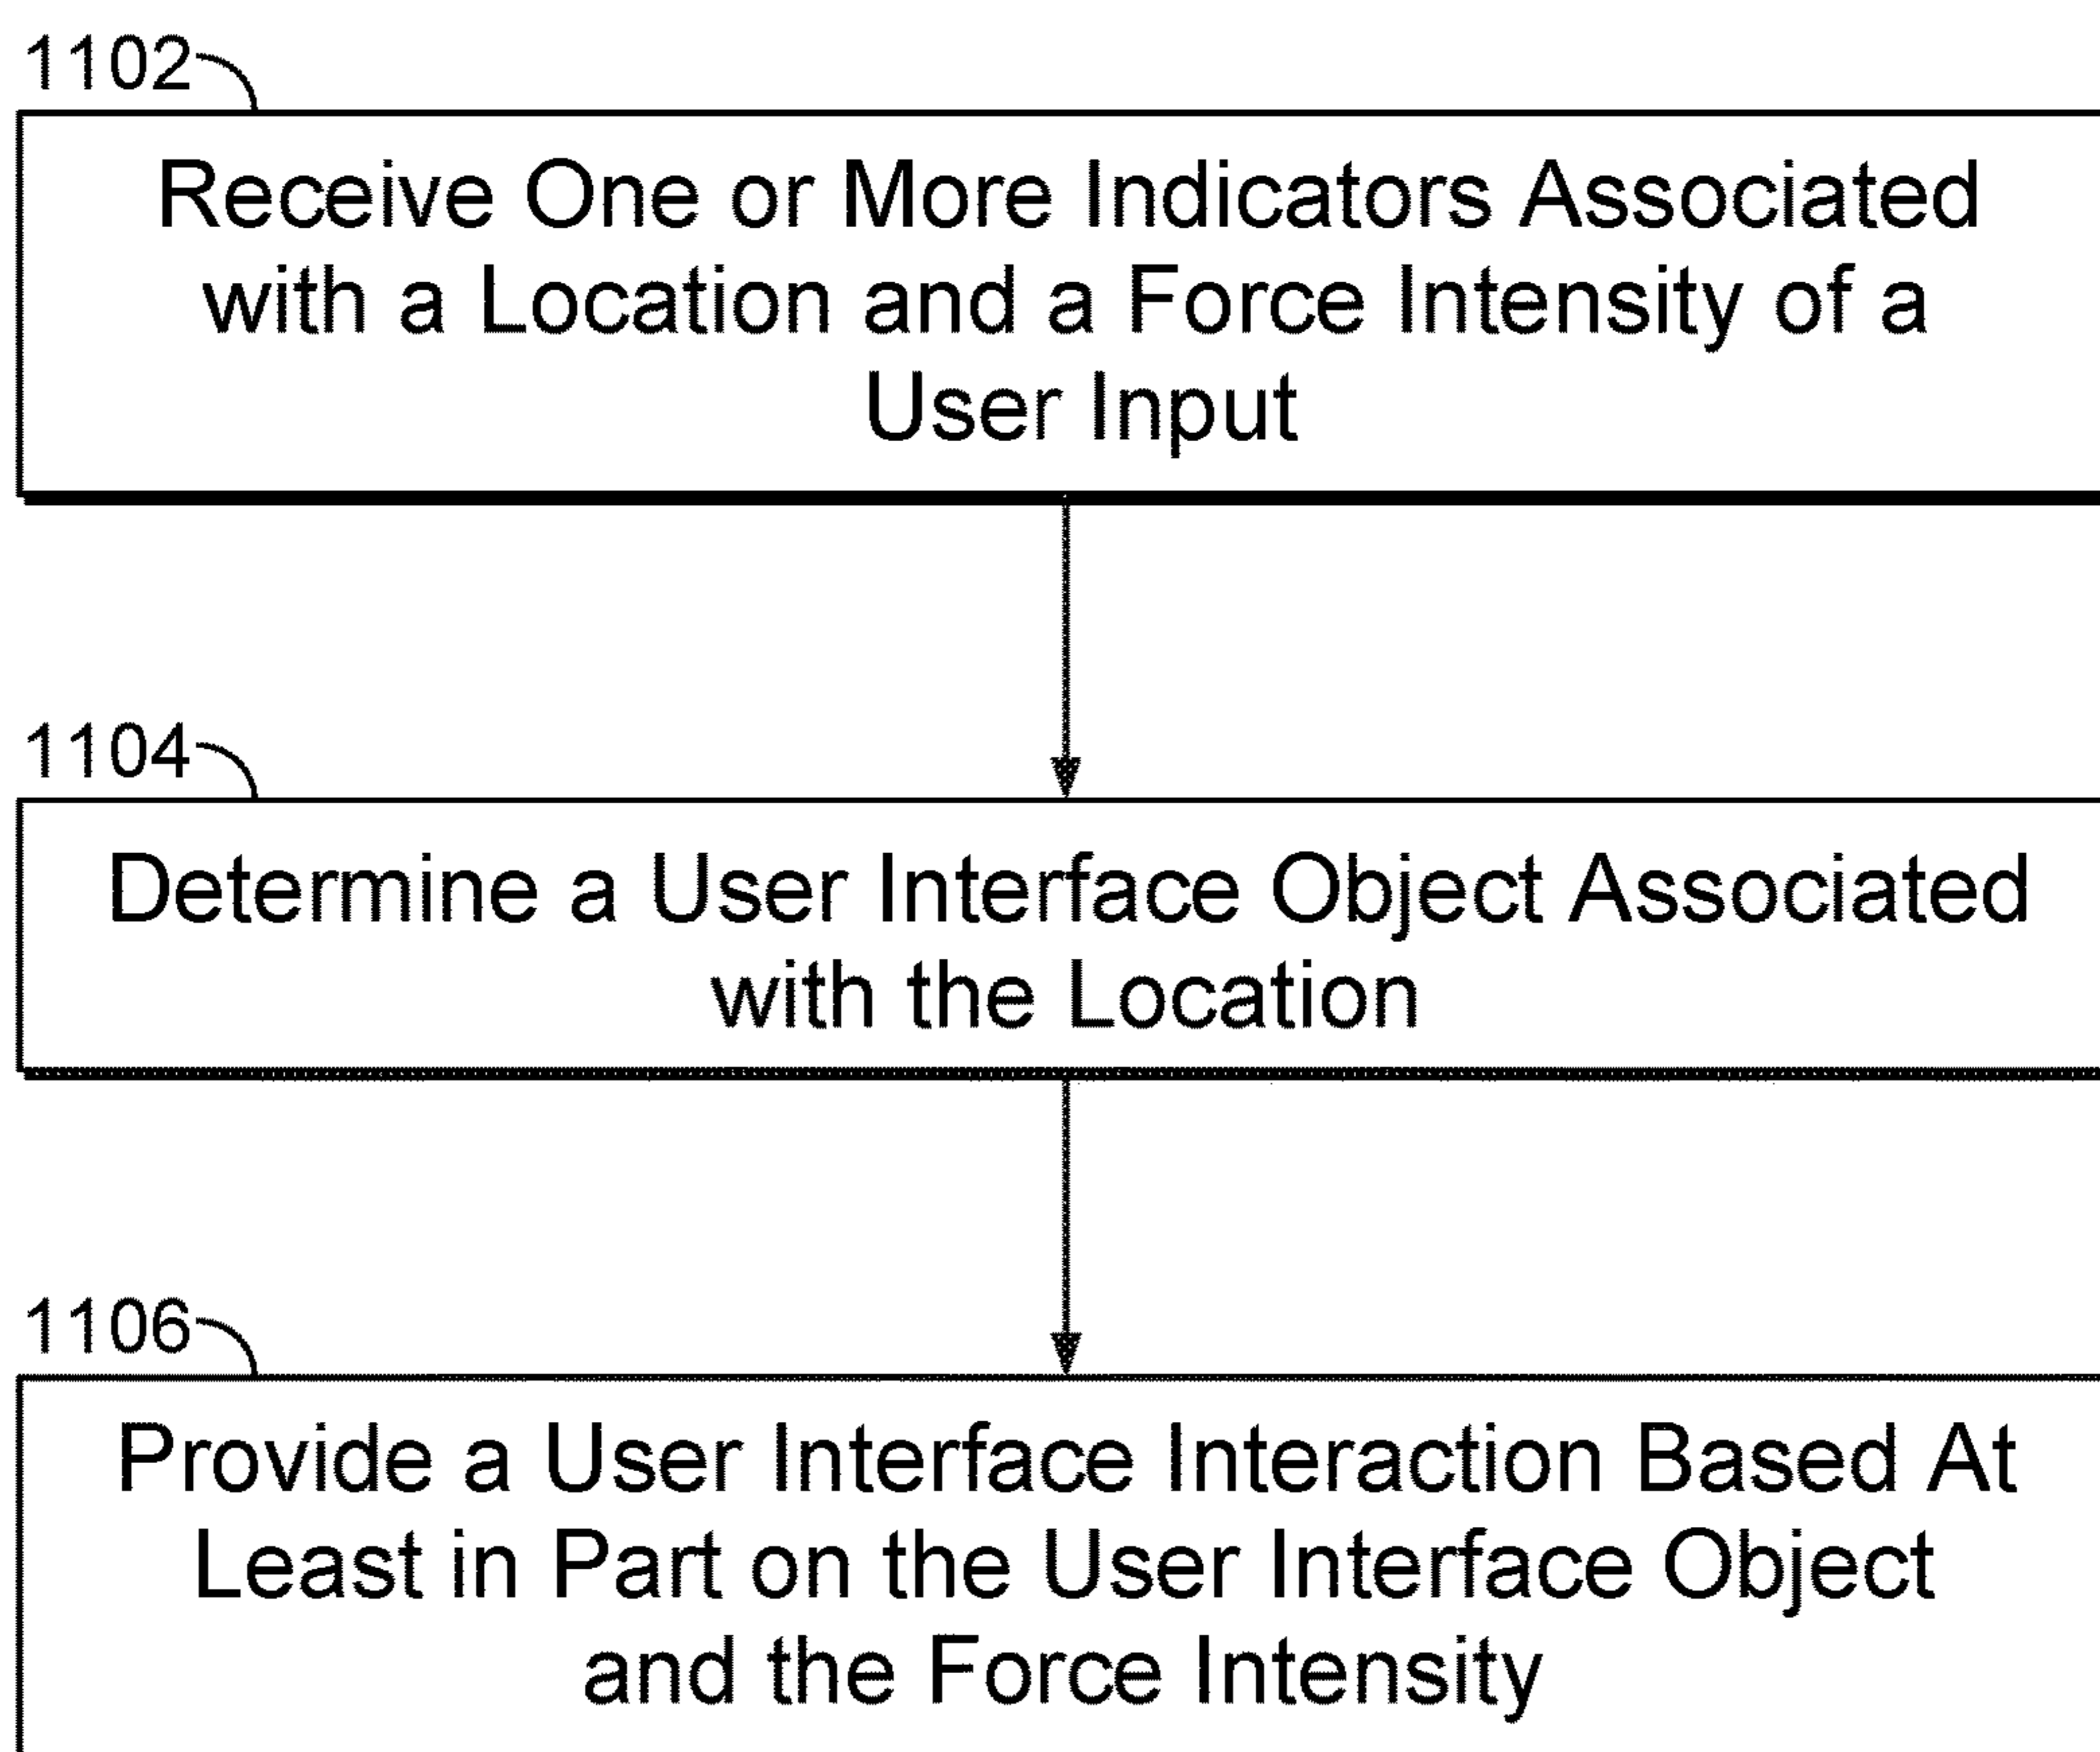 1102
Receive One or More Indicators Associated
with a Location and a Force Intensity of a
User Input
1104
Determine a User Interface Object Associated
with the Location
1106
Provide a User Interface Interaction Based At
Least in Part on the User Interface Object
and the Force Intensity